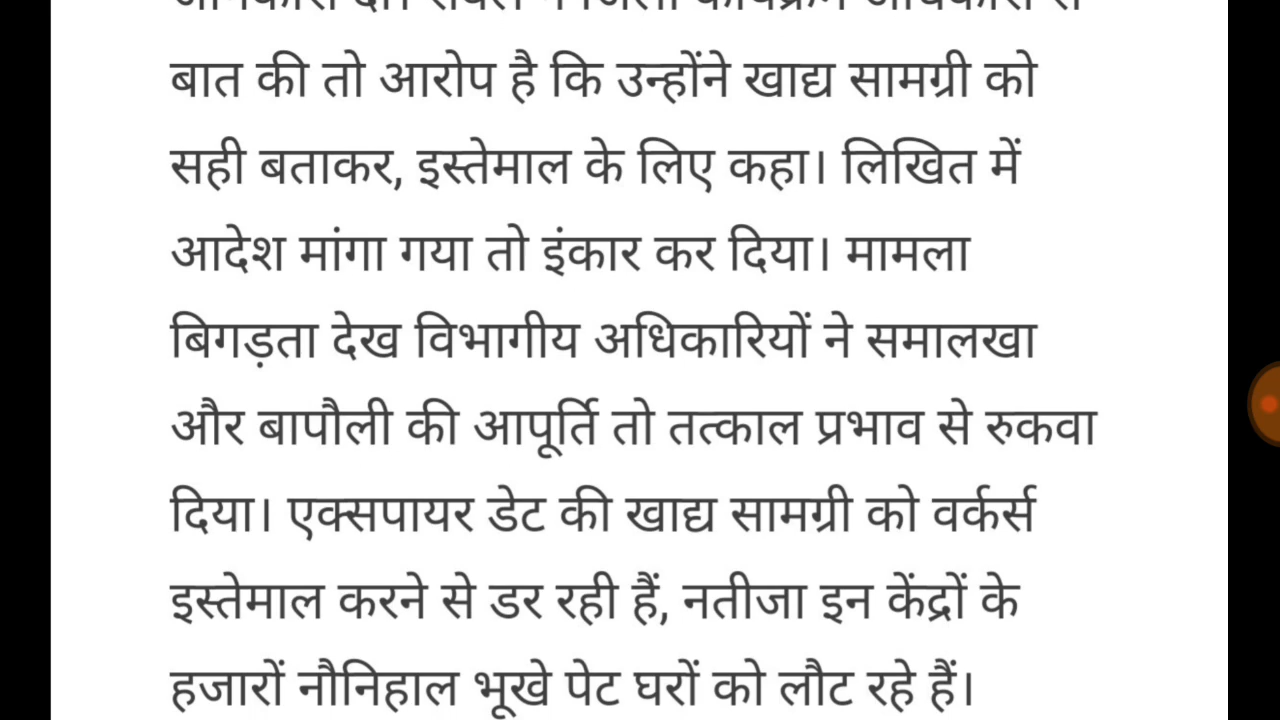 बात की तो आरोप है कि उन्होंने खाद्य सामग्री को
सही बताकर, इस्तेमाल के लिए कहा। लिखित में
आदेश मांगा गया तो इंकार कर दिया। मामला
बिगड़ता देख विभागीय अधिकारियों ने समालखा
और बापौली की आपूर्ति तो तत्काल प्रभाव से रुकवा
दिया। एक्सपायर डेट की खाद्य सामग्री को वर्कर्स
इस्तेमाल करने से डर रही हैं, नतीजा इन केंद्रों के
हजारों नौनिहाल भूखे पेट घरों को लौट रहे हैं।